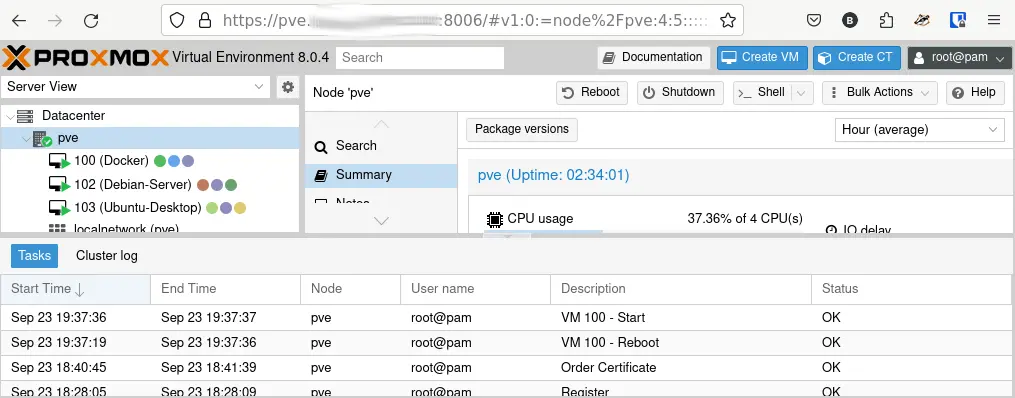 https://pve. :8006/#v1:0:=node%2Fpve:4:5:::::
PROXMOX Virtual Environment 8.0.4 Search Documentation Create VM Create CT root@pam
Server View Node 'pve' Reboot Shutdown >_ Shell Bulk Actions Help
Datacenter
pve
100 (Docker)
102 (Debian-Server)
103 (Ubuntu-Desktop)
localnetwork (pve)
Search
Summary
Notes
Package versions Hour (average)
pve (Uptime: 02:34:01)
CPU usage 37.36% of 4 CPU(s) IO delay
Tasks Cluster log
Start Time End Time Node User name Description Status
Sep 23 19:37:36 Sep 23 19:37:37 pve root@pam VM 100 - Start OK
Sep 23 19:37:19 Sep 23 19:37:36 pve root@pam VM 100 - Reboot OK
Sep 23 18:40:45 Sep 23 18:41:39 pve root@pam Order Certificate OK
Sep 23 18:28:05 Sep 23 18:28:09 pve root@pam Register OK